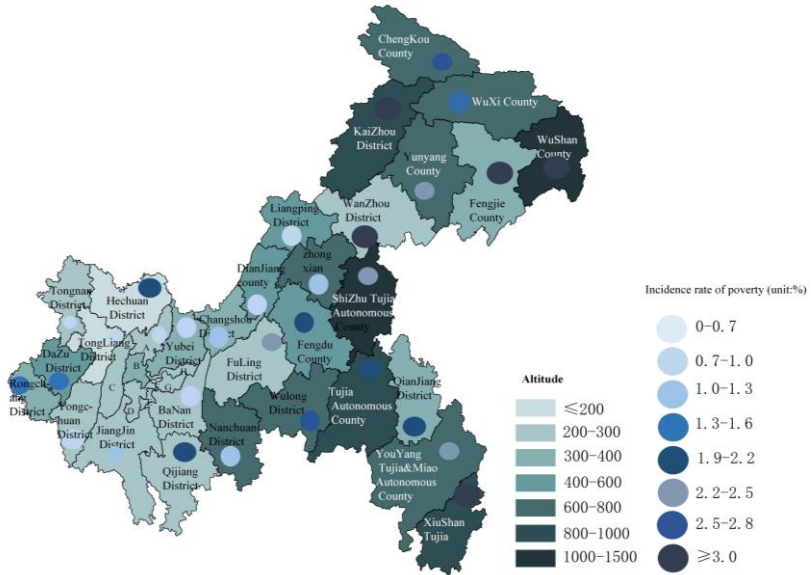 ChengKou
County
WuXi County
KaiZhou
District
WuShan
County
Yunyang
County
Fengjie
County
WanZhou
District
Liangping
District
zhong
xian
DianJiang
county
ShiZhu Tujia
Autonomous
County
Tongnan
District
Hechuan
District
Changshou
District
Yubei
District
TongLiang
District
DaZu
District
Fengdu
County
FuLing
District
A
B
C
D
G
H
Wulong
District
Tujia
Autonomous
County
QianJiang
District
BaNan
District
JiangJin
District
Nanchuan
District
Qijiang
District
YouYang
Tujia&Miao
Autonomous
County
XiuShan
Tujia
Altitude
≤200
200-300
300-400
400-600
600-800
800-1000
1000-1500
Incidence rate of poverty (unit:%)
0-0.7
0.7-1.0
1.0-1.3
1.3-1.6
1.9-2.2
2.2-2.5
2.5-2.8
≥3.0